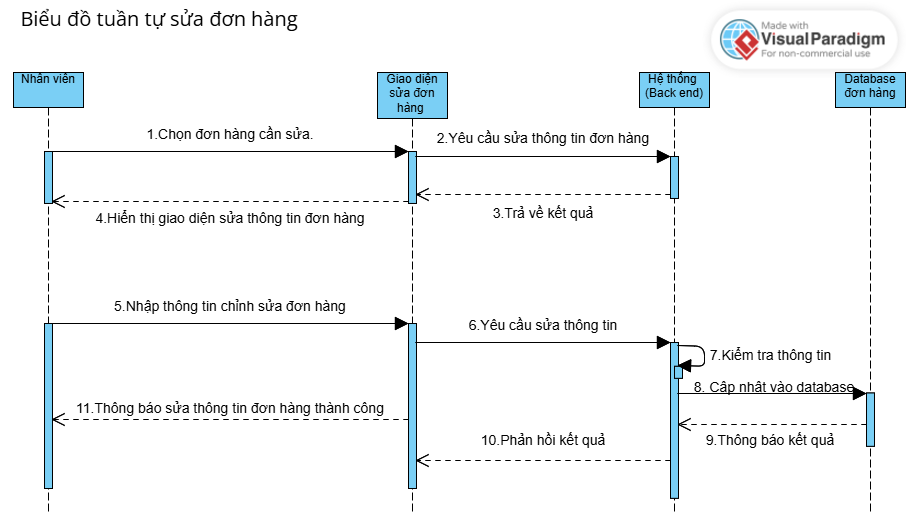 Biểu đồ tuần tự sửa đơn hàng
Made with
Visual Paradigm
For non-commercial use
Nhân viên
Giao diện
sửa đơn
hàng
Hệ thống
(Back end)
Database
đơn hàng
1.Chọn đơn hàng cần sửa.
2.Yêu cầu sửa thông tin đơn hàng
3.Trả về kết quả
4.Hiển thị giao diện sửa thông tin đơn hàng
5.Nhập thông tin chỉnh sửa đơn hàng
6.Yêu cầu sửa thông tin
7.Kiểm tra thông tin
8. Cập nhật vào database
11.Thông báo sửa thông tin đơn hàng thành công
10.Phản hồi kết quả
9.Thông báo kết quả